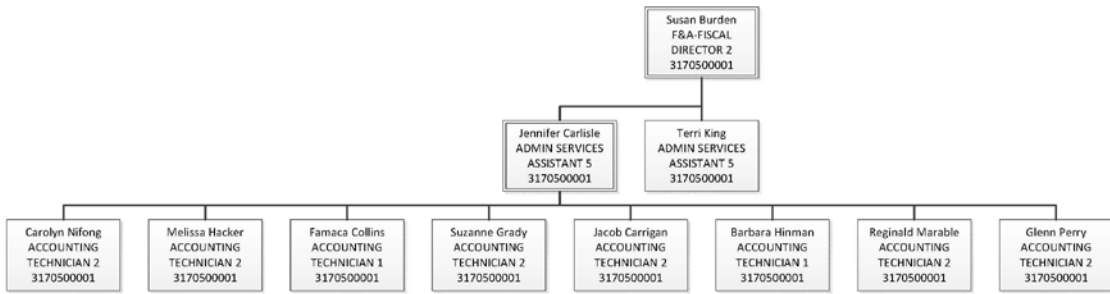 Susan Burden
F&A-FISCAL
DIRECTOR 2
3170500001
Jennifer Carlisle
ADMIN SERVICES
ASSISTANT 5
3170500001
Terri King
ADMIN SERVICES
ASSISTANT 5
3170500001
Carolyn Nifong
ACCOUNTING
TECHNICIAN 2
3170500001
Melissa Hacker
ACCOUNTING
TECHNICIAN 2
3170500001
Famaca Collins
ACCOUNTING
TECHNICIAN 1
3170500001
Suzanne Grady
ACCOUNTING
TECHNICIAN 2
3170500001
Jacob Carrigan
ACCOUNTING
TECHNICIAN 2
3170500001
Barbara Hinman
ACCOUNTING
TECHNICIAN 1
3170500001
Reginald Marable
ACCOUNTING
TECHNICIAN 2
3170500001
Glenn Perry
ACCOUNTING
TECHNICIAN 2
3170500001